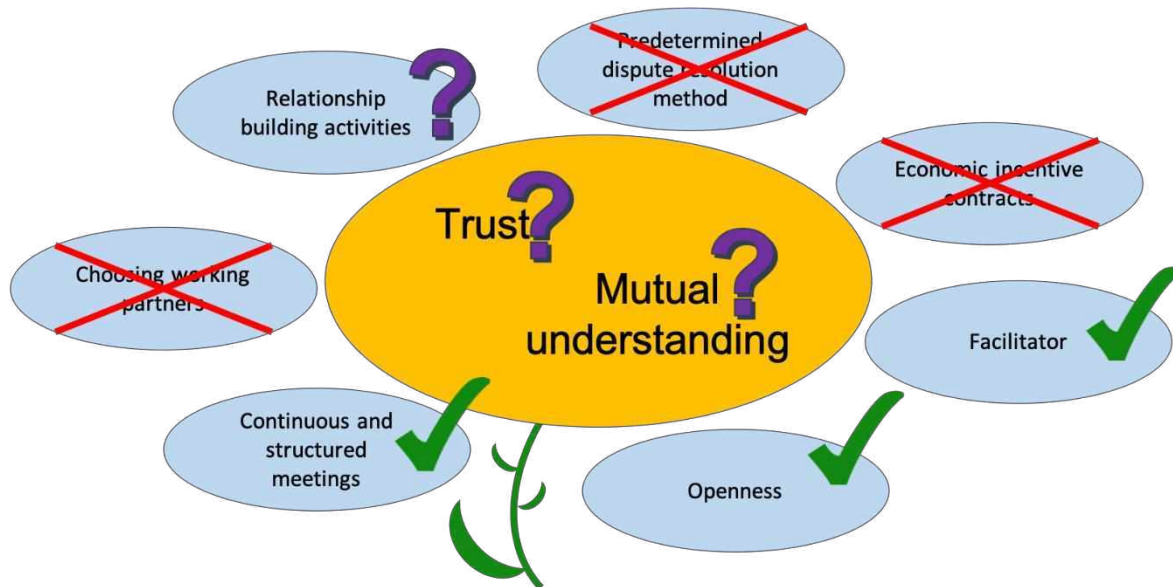 Predetermined
dispute resolution
method
Relationship
building activities
Economic incentive
contracts
Trust
Choosing working
partners
Mutual
understanding
Facilitator
Continuous and
structured
meetings
Openness